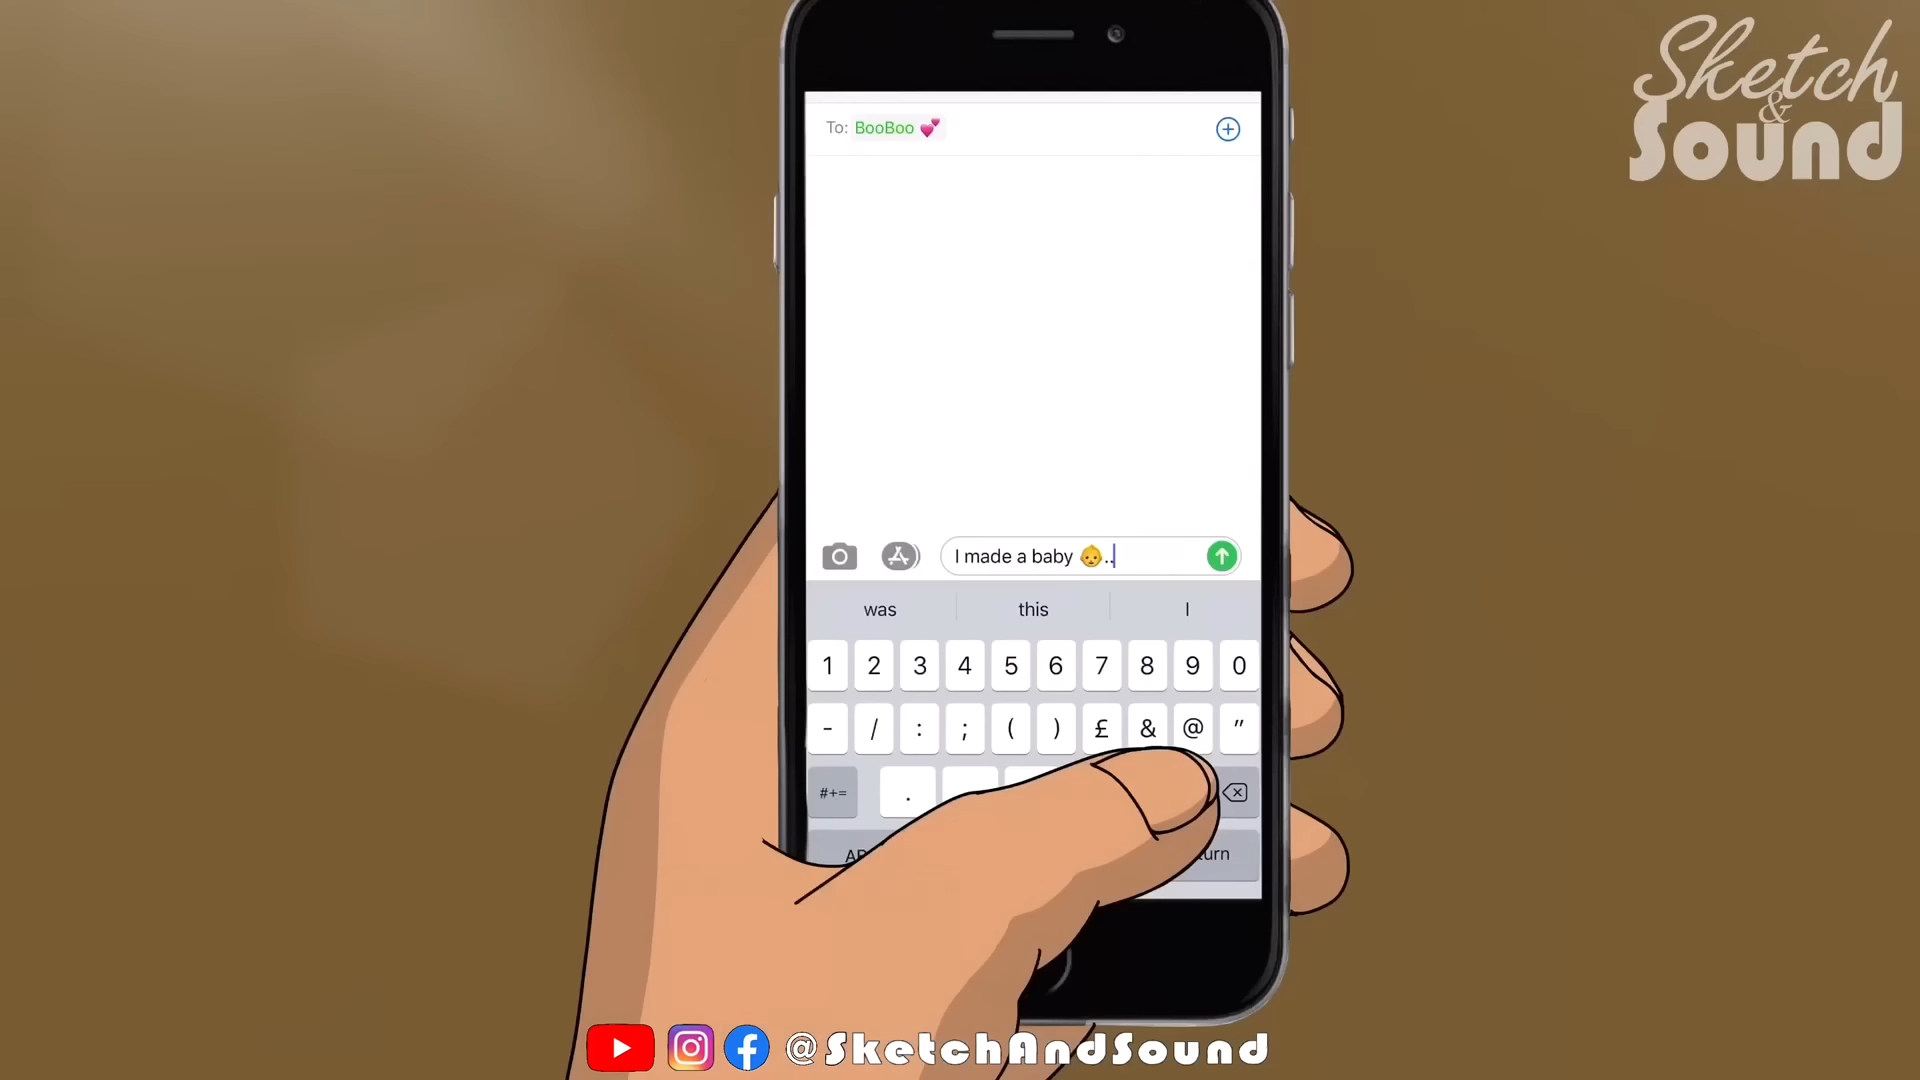 Sketch
&
Sound
To: BooBoo 💕
I made a baby 👶..
was this I
1 2 3 4 5 6 7 8 9 0
- / : ; ( ) £ & @ "
#+= .
@SketchAndSound